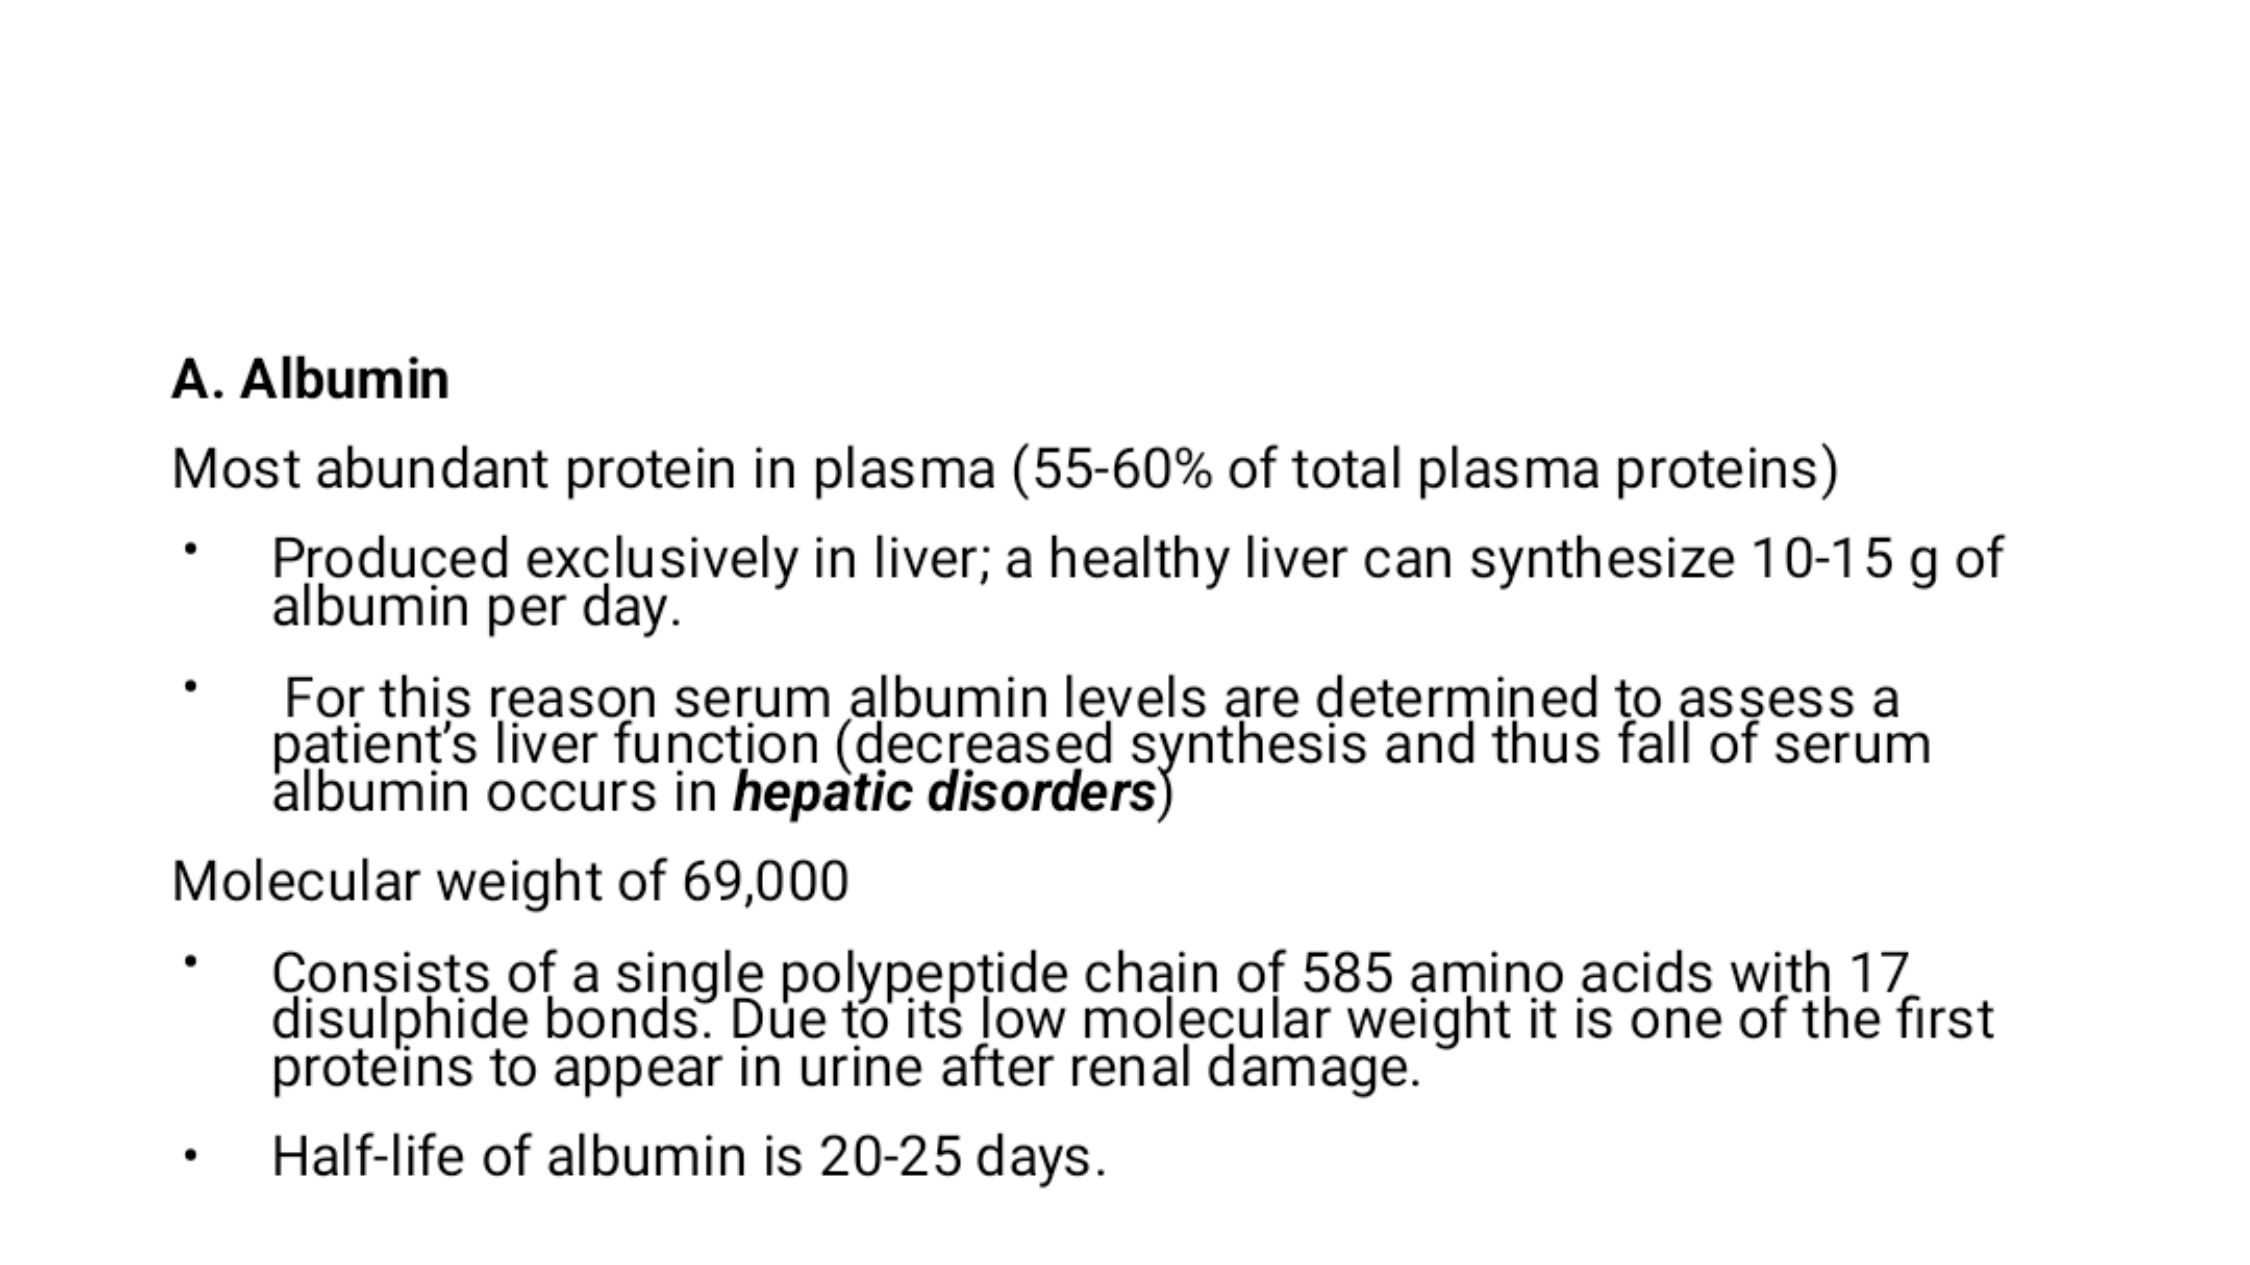 A. Albumin
Most abundant protein in plasma (55-60% of total plasma proteins)
• Produced exclusively in liver; a healthy liver can synthesize 10-15 g of
albumin per day.
• For this reason serum albumin levels are determined to assess a
patient’s liver function (decreased synthesis and thus fall of serum
albumin occurs in hepatic disorders)
Molecular weight of 69,000
• Consists of a single polypeptide chain of 585 amino acids with 17
disulphide bonds. Due to its low molecular weight it is one of the first
proteins to appear in urine after renal damage.
• Half-life of albumin is 20-25 days.